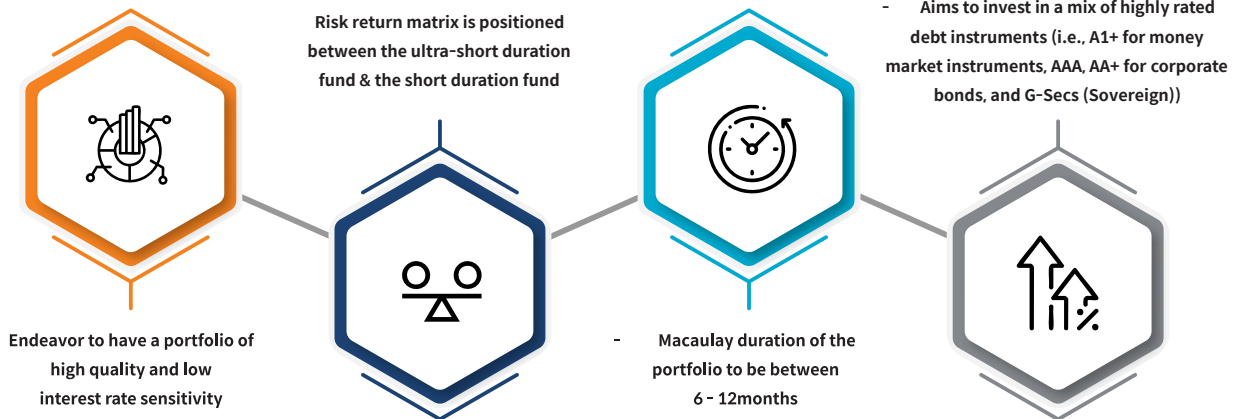 Endeavor to have a portfolio of
high quality and low
interest rate sensitivity
Risk return matrix is positioned
between the ultra-short duration
fund & the short duration fund
- Macaulay duration of the
portfolio to be between
6 - 12months
- Aims to invest in a mix of highly rated
debt instruments (i.e., A1+ for money
market instruments, AAA, AA+ for corporate
bonds, and G-Secs (Sovereign))